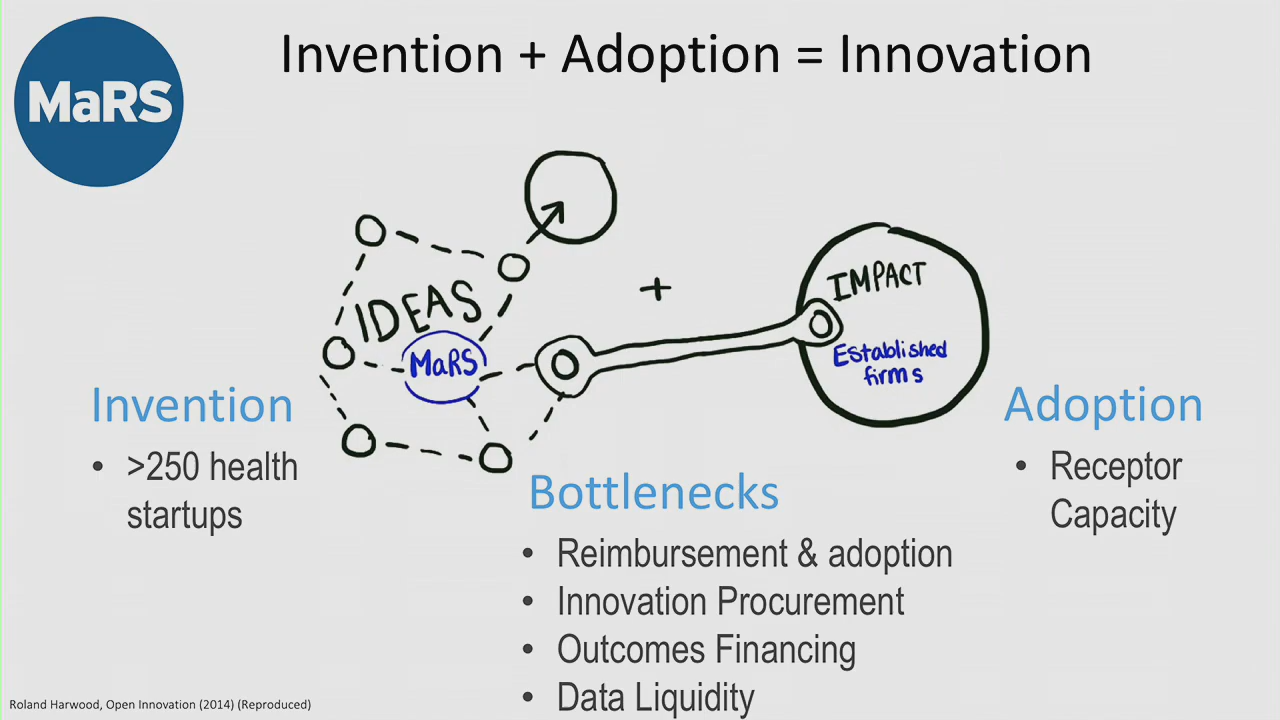 MaRS
Invention + Adoption = Innovation
IDEAS
MaRS
+
IMPACT
Established
firms
Invention
• >250 health
startups
Bottlenecks
• Reimbursement & adoption
• Innovation Procurement
• Outcomes Financing
• Data Liquidity
Adoption
• Receptor
Capacity
Roland Harwood, Open Innovation (2014) (Reproduced)